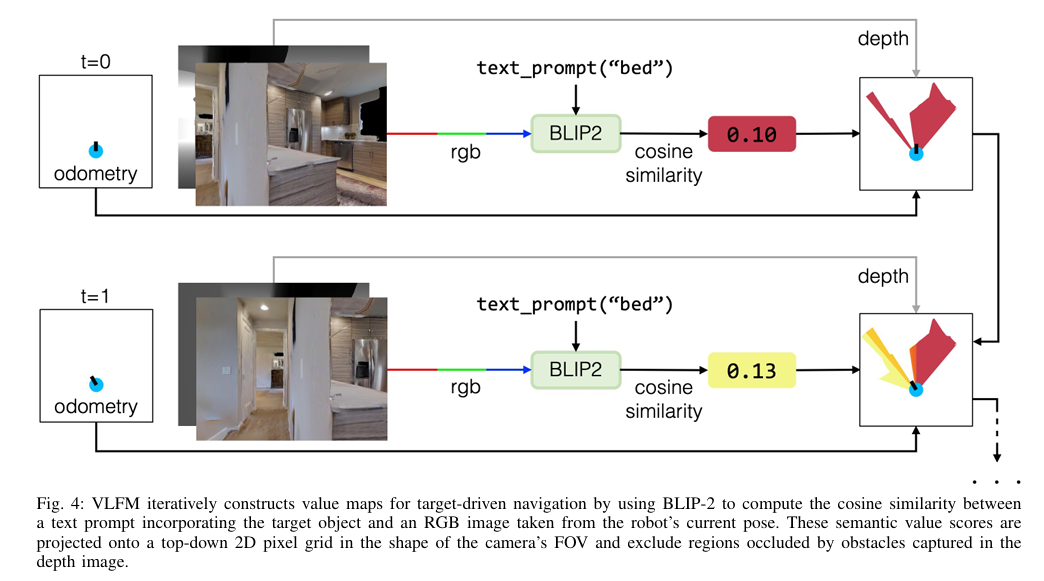 depth
t=0
text_prompt("bed")
BLIP2
0.10
rgb
cosine
similarity
odometry
depth
t=1
text_prompt("bed")
BLIP2
0.13
rgb
cosine
similarity
odometry
. . .
Fig. 4: VLFM iteratively constructs value maps for target-driven navigation by using BLIP-2 to compute the cosine similarity between
a text prompt incorporating the target object and an RGB image taken from the robot's current pose. These semantic value scores are
projected onto a top-down 2D pixel grid in the shape of the camera's FOV and exclude regions occluded by obstacles captured in the
depth image.